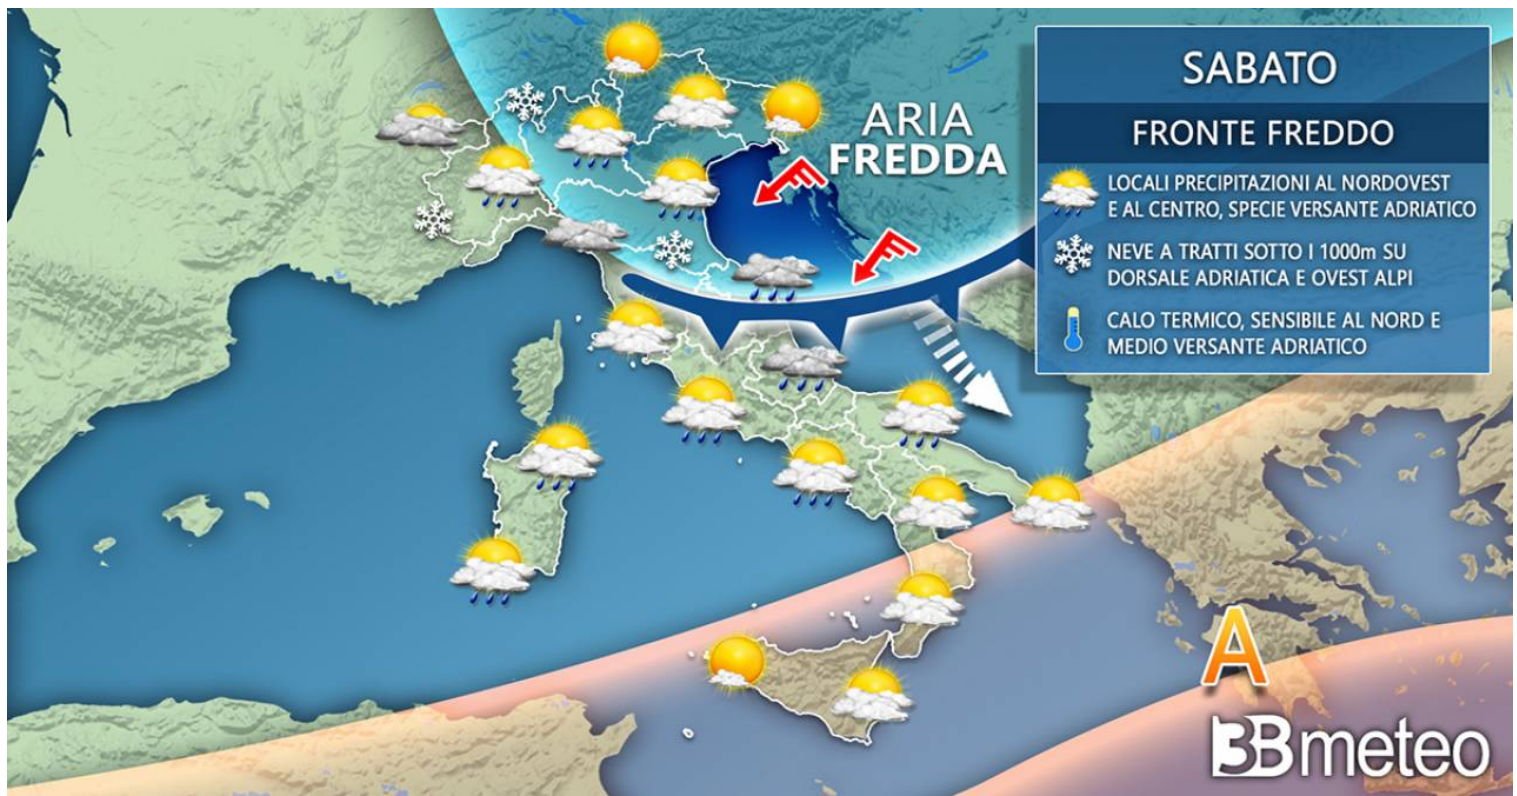 ARIA
FREDDA
SABATO
FRONTE FREDDO
LOCALI PRECIPITAZIONI AL NORDOVEST
E AL CENTRO, SPECIE VERSANTE ADRIATICO
NEVE A TRATTI SOTTO I 1000m SU
DORSALE ADRIATICA E OVEST ALPI
CALO TERMICO, SENSIBILE AL NORD E
MEDIO VERSANTE ADRIATICO
A
3Bmeteo